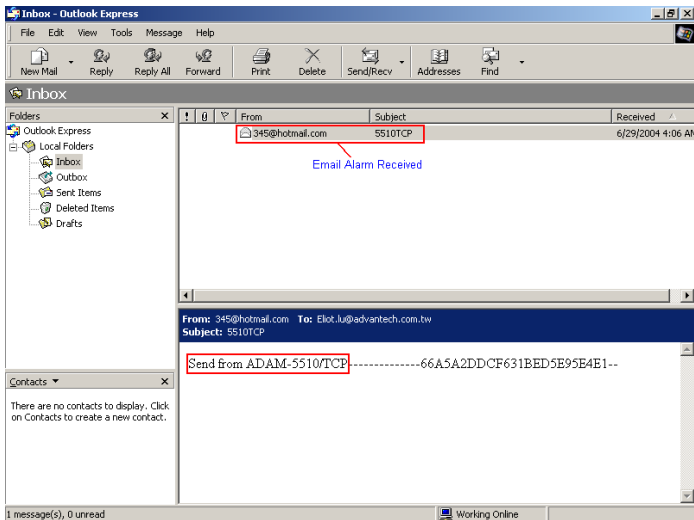 Inbox - Outlook Express
File Edit View Tools Message Help
New Mail Reply Reply All Forward Print Delete Send/Recv Addresses Find
Inbox
Folders
Outlook Express
Local Folders
Inbox
Outbox
Sent Items
Deleted Items
Drafts
! From Subject Received
345@hotmail.com 5510TCP 6/29/2004 4:06 AM
Email Alarm Received
From: 345@hotmail.com To: Eliot.lu@advantech.com.tw
Subject: 5510TCP
Send from ADAM-5510/TCP--------------66A5A2DDCF631BED5E95E4E1--
Contacts
There are no contacts to display. Click
on Contacts to create a new contact.
1 message(s), 0 unread
Working Online